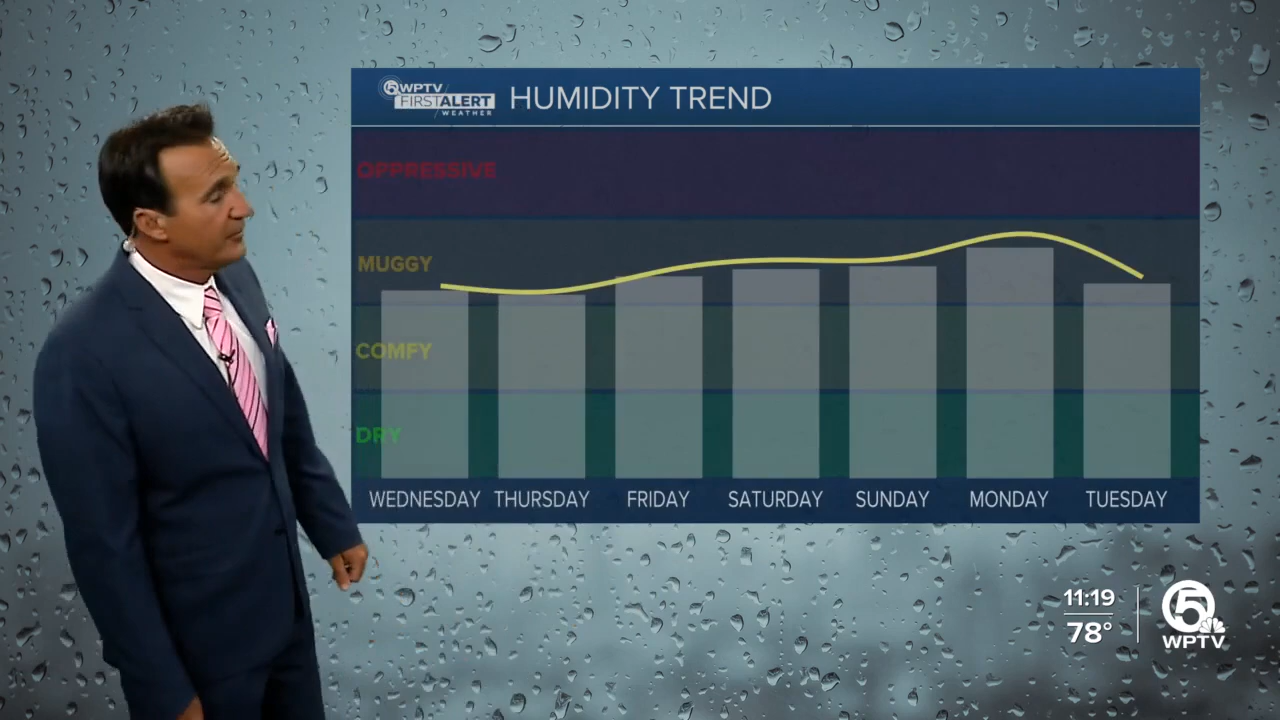 5 WPTV
FIRST ALERT
WEATHER
HUMIDITY TREND
OPPRESSIVE
MUGGY
COMFY
DRY
WEDNESDAY THURSDAY FRIDAY SATURDAY SUNDAY MONDAY TUESDAY
11:19
78°
5
WPTV